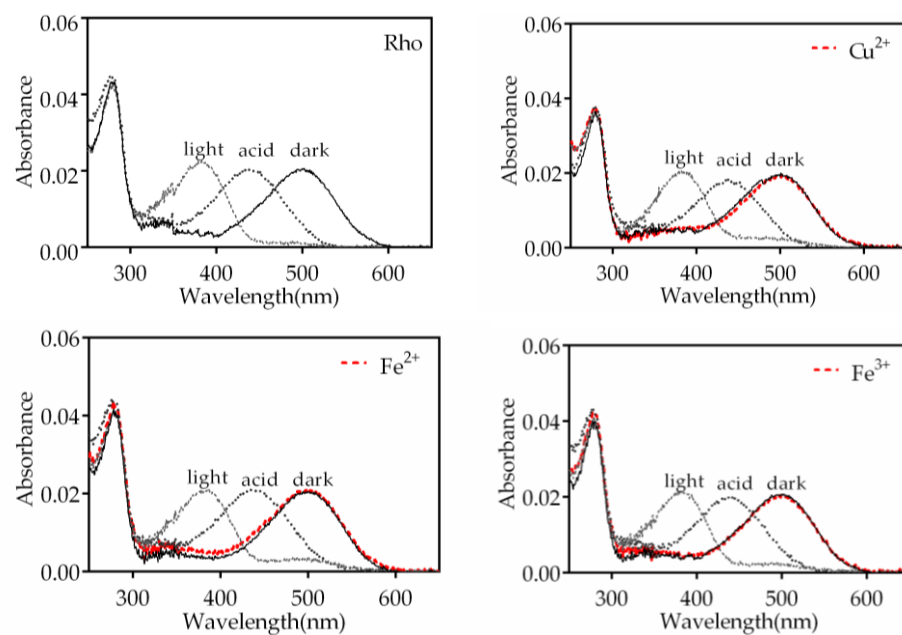 0.06
Rho
0.04
Absorbance
light acid dark
0.02
0.00
300 400 500 600
Wavelength(nm)
0.06
Cu²⁺
0.04
Absorbance
light acid dark
0.02
0.00
300 400 500 600
Wavelength(nm)
0.06
Fe²⁺
0.04
Absorbance
light acid dark
0.02
0.00
300 400 500 600
Wavelength(nm)
0.06
Fe³⁺
0.04
Absorbance
light acid dark
0.02
0.00
300 400 500 600
Wavelength(nm)